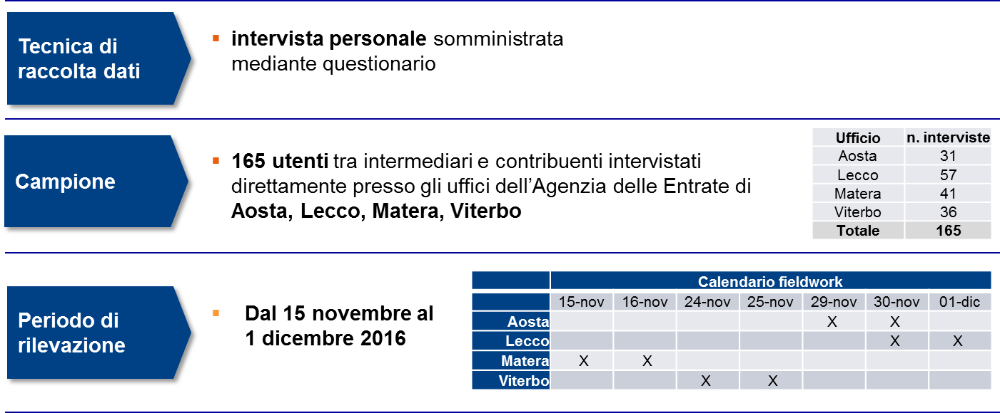 Tecnica di
raccolta dati
▪ intervista personale somministrata
mediante questionario
Campione
▪ 165 utenti tra intermediari e contribuenti intervistati
direttamente presso gli uffici dell’Agenzia delle Entrate di
Aosta, Lecco, Matera, Viterbo
Ufficio n. interviste
Aosta 31
Lecco 57
Matera 41
Viterbo 36
Totale 165
Periodo di
rilevazione
▪ Dal 15 novembre al
1 dicembre 2016
Calendario fieldwork
15-nov 16-nov 24-nov 25-nov 29-nov 30-nov 01-dic
Aosta X X
Lecco X X
Matera X X
Viterbo X X